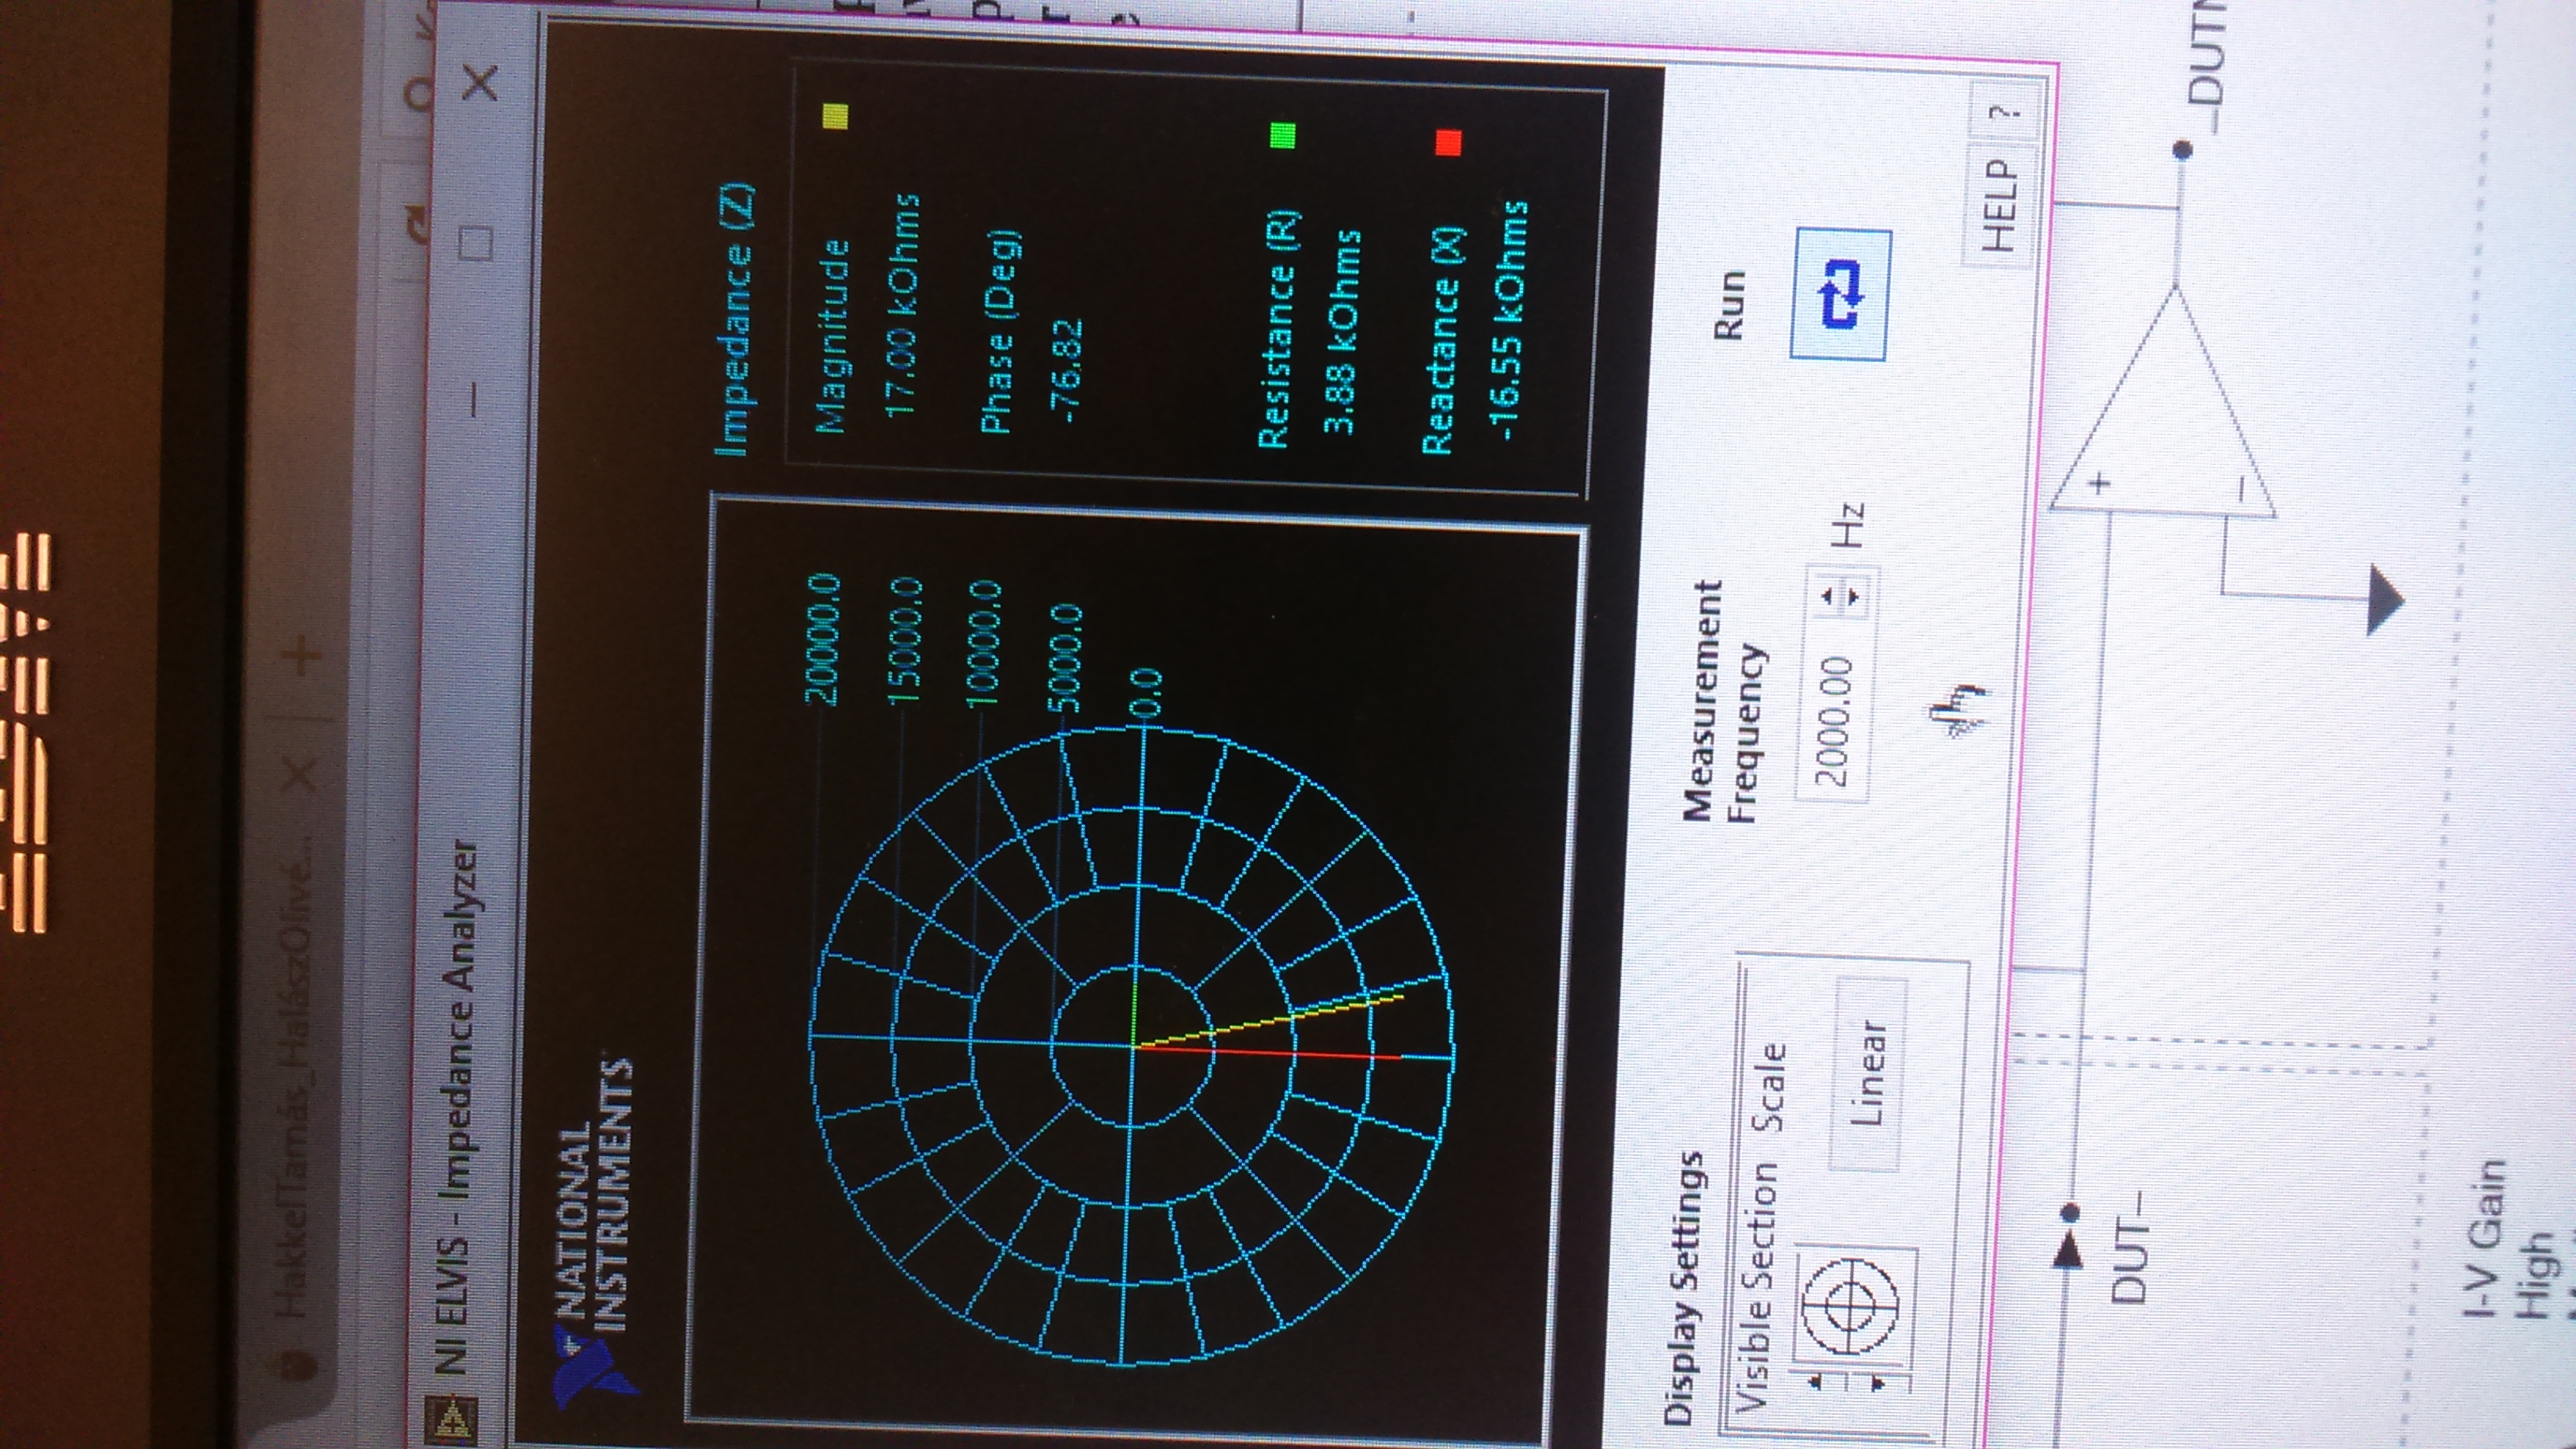 IBM
HakkelTamás_HalászOlivé...
NI ELVIS - Impedance Analyzer
NATIONAL
INSTRUMENTS
20000.0
15000.0
10000.0
5000.0
0.0
Impedance (Z)
Magnitude
17.00 kOhms
Phase (Deg)
-76.82
Resistance (R)
3.88 kOhms
Reactance (X)
-16.55 kOhms
Display Settings
Visible Section Scale
Linear
Measurement
Frequency
2000.00 Hz
Run
HELP ?
DUT–
+
–
I-V Gain
High